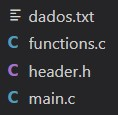 dados.txt
C functions.c
C header.h
C main.c